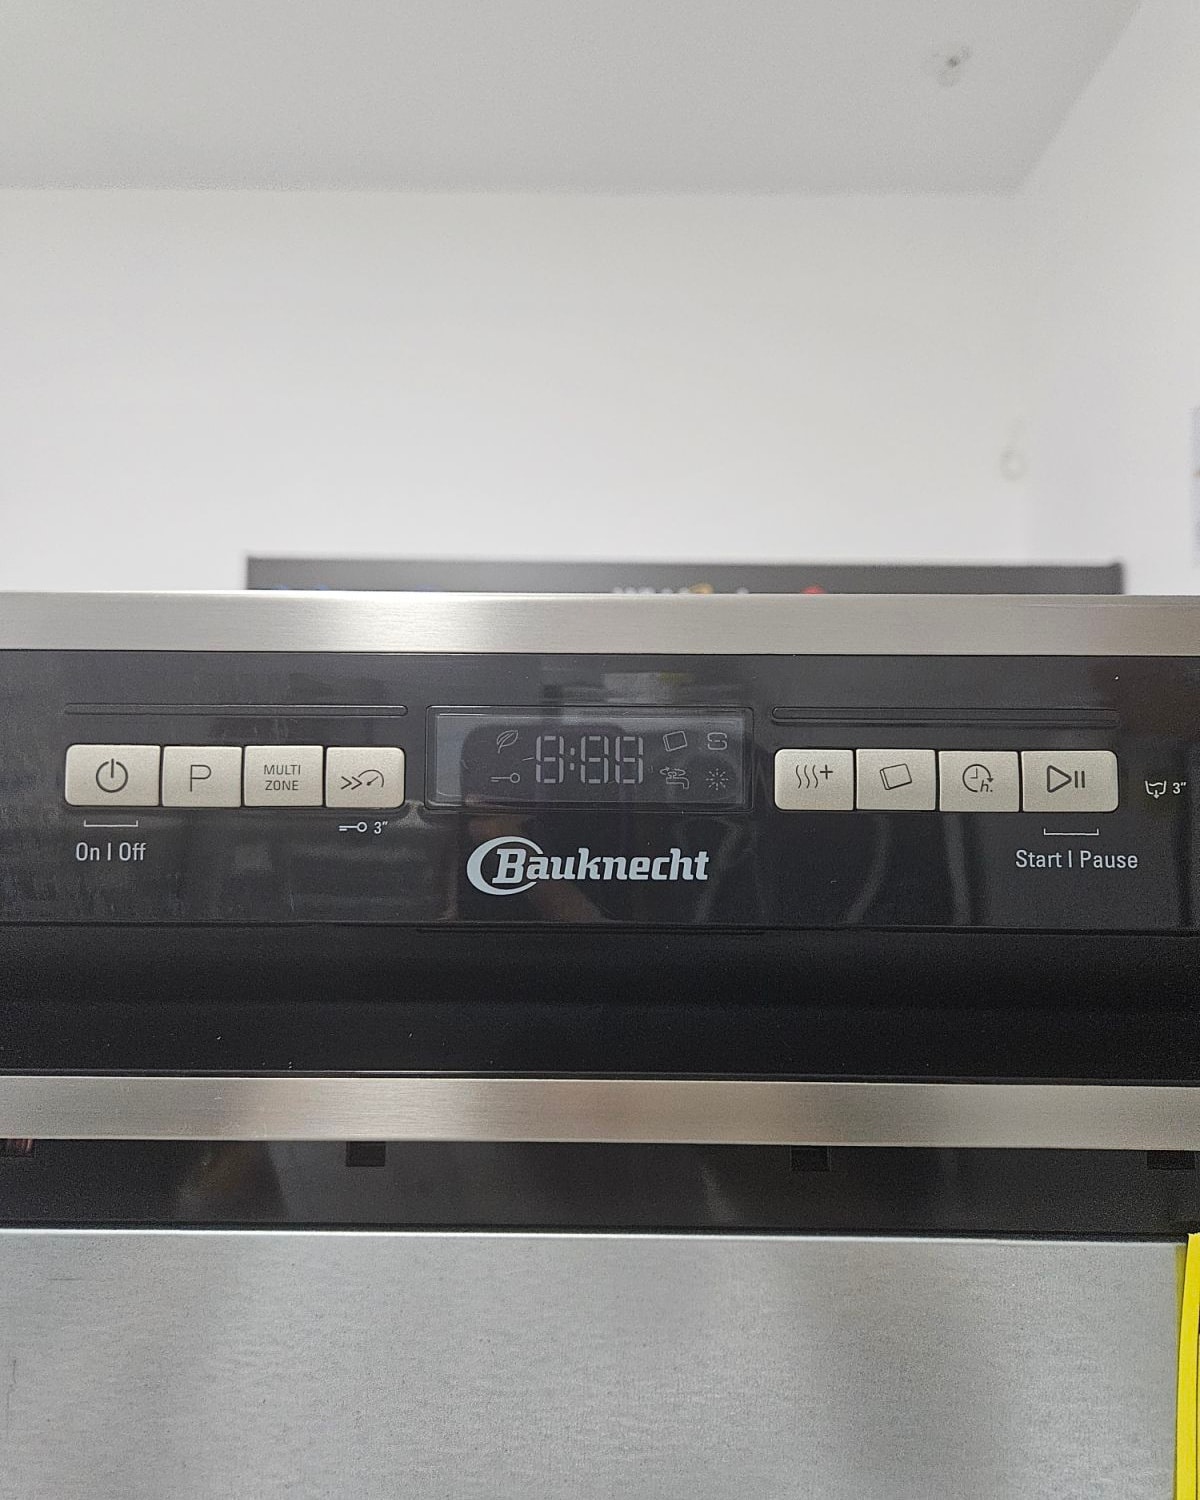 P
MULTI
ZONE
h.
3"
3"
On | Off
Bauknecht
Start | Pause